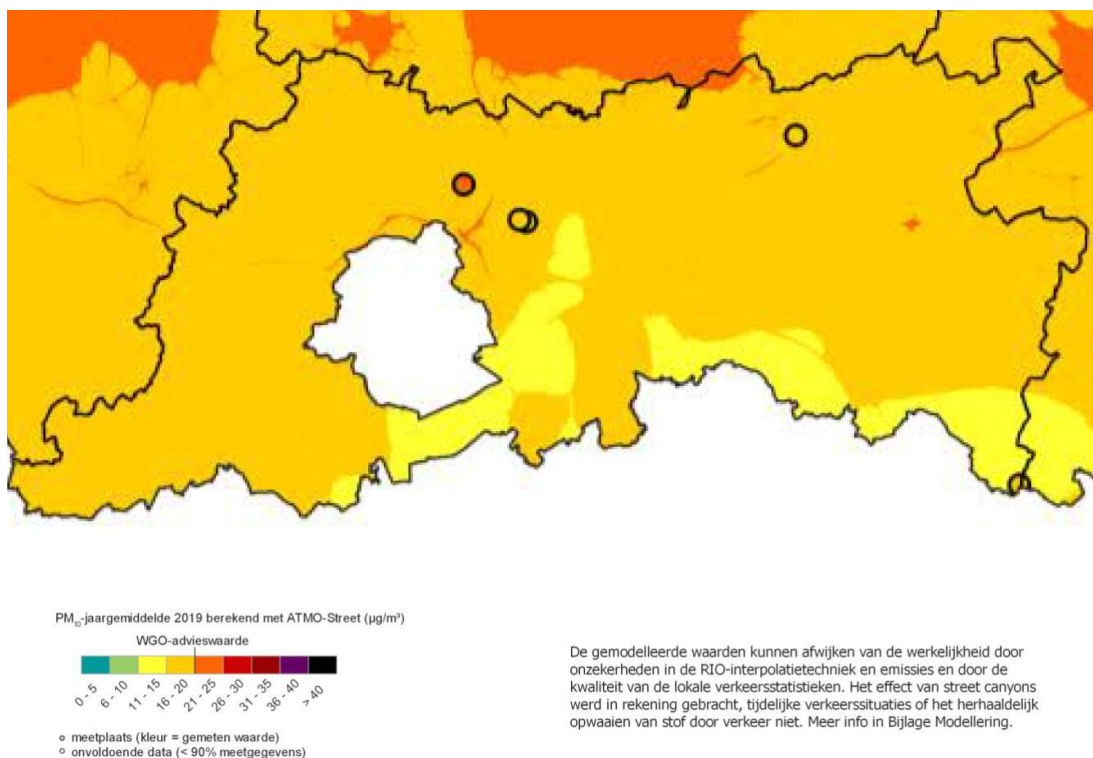 PM₁₀-jaargemiddelde 2019 berekend met ATMO-Street (µg/m³)
WGO-advieswaarde
0 - 5
6 - 10
11 - 15
16 - 20
21 - 25
26 - 30
31 - 35
36 - 40
> 40
meetplaats (kleur = gemeten waarde)
onvoldoende data (< 90% meetgegevens)
De gemodelleerde waarden kunnen afwijken van de werkelijkheid door
onzekerheden in de RIO-interpolatietechniek en emissies en door de
kwaliteit van de lokale verkeersstatistieken. Het effect van street canyons
werd in rekening gebracht, tijdelijke verkeerssituaties of het herhaaldelijk
opwaaien van stof door verkeer niet. Meer info in Bijlage Modellering.